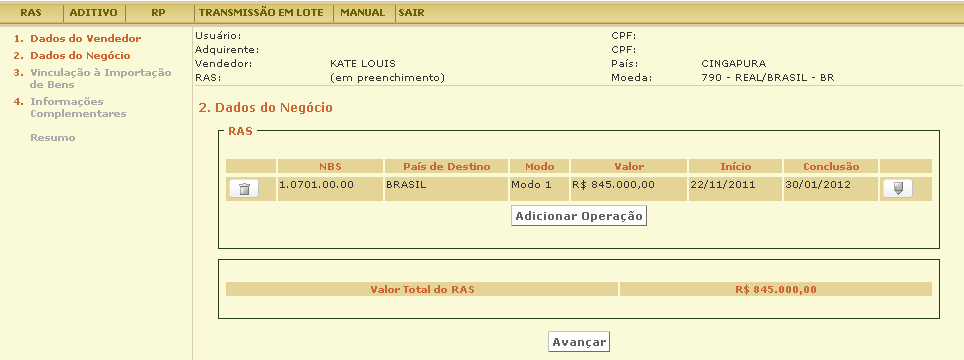 RAS ADITIVO RP TRANSMISSÃO EM LOTE MANUAL SAIR
1. Dados do Vendedor
2. Dados do Negócio
3. Vinculação à Importação
de Bens
4. Informações
Complementares
Resumo
Usuário: CPF:
Adquirente: CPF:
Vendedor: KATE LOUIS País: CINGAPURA
RAS: (em preenchimento) Moeda: 790 - REAL/BRASIL - BR
2. Dados do Negócio
RAS
NBS País de Destino Modo Valor Início Conclusão
1.0701.00.00 BRASIL Modo 1 R$ 845.000,00 22/11/2011 30/01/2012
Adicionar Operação
Valor Total do RAS R$ 845.000,00
Avançar